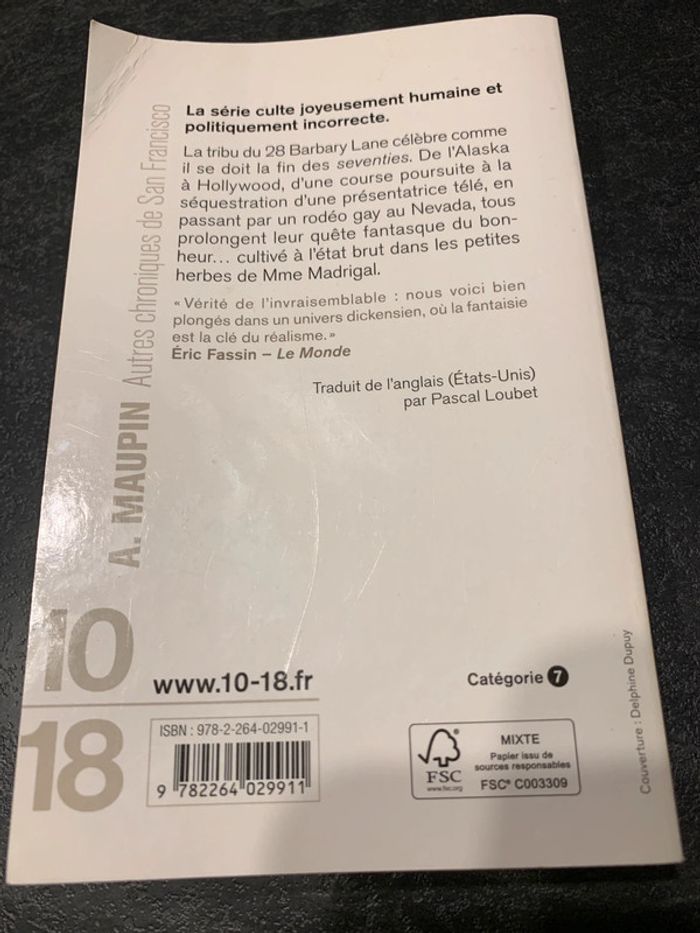 La série culte joyeusement humaine et
politiquement incorrecte.
La tribu du 28 Barbary Lane célèbre comme
il se doit la fin des seventies. De l'Alaska
à Hollywood, d'une course poursuite à la
séquestration d'une présentatrice télé, en
passant par un rodéo gay au Nevada, tous
prolongent leur quête fantasque du bon-
heur... cultivé à l'état brut dans les petites
herbes de Mme Madrigal.
« Vérité de l'invraisemblable : nous voici bien
plongés dans un univers dickensien, où la fantaisie
est la clé du réalisme. »
Éric Fassin – Le Monde
Traduit de l'anglais (États-Unis)
par Pascal Loubet
A. MAUPIN Autres chroniques de San Francisco
10
18
www.10-18.fr
Catégorie 7
ISBN : 978-2-264-02991-1
9 782264 029911
FSC
www.fsc.org
MIXTE
Papier issu de
sources responsables
FSC® C003309
Couverture : Delphine Dupuy